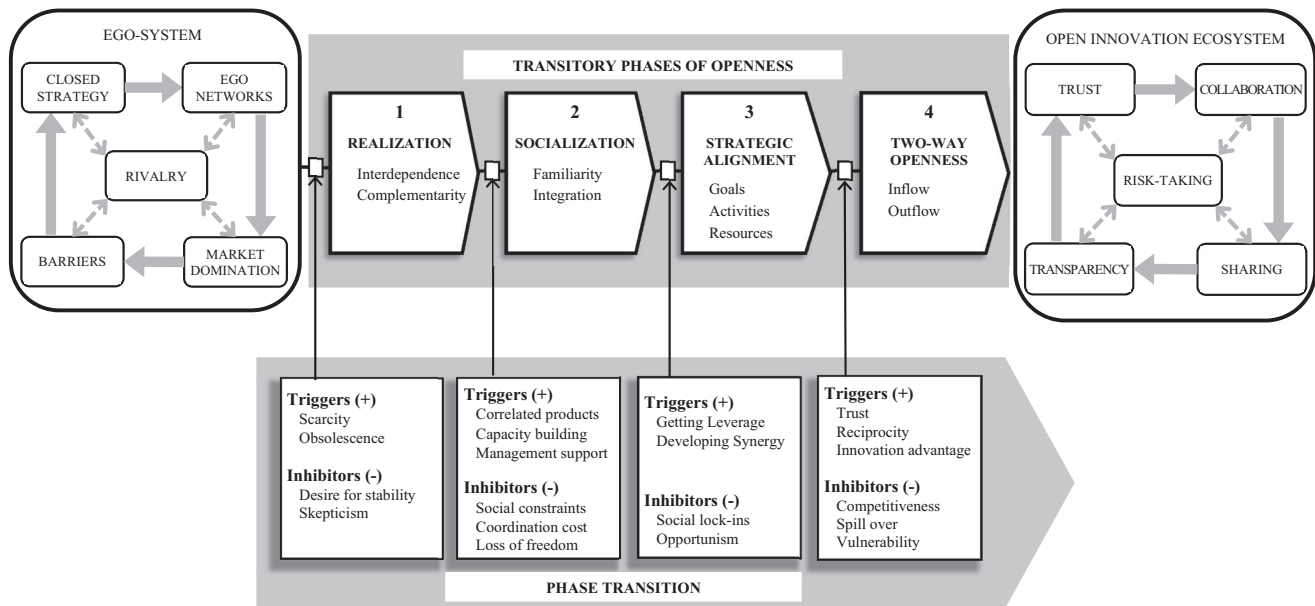 EGO-SYSTEM
CLOSED
STRATEGY
EGO
NETWORKS
RIVALRY
BARRIERS
MARKET
DOMINATION
TRANSITORY PHASES OF OPENNESS
1
REALIZATION
Interdependence
Complementarity
2
SOCIALIZATION
Familiarity
Integration
3
STRATEGIC
ALIGNMENT
Goals
Activities
Resources
4
TWO-WAY
OPENNESS
Inflow
Outflow
OPEN INNOVATION ECOSYSTEM
TRUST
COLLABORATION
RISK-TAKING
TRANSPARENCY
SHARING
Triggers (+)
Scarcity
Obsolescence
Inhibitors (-)
Desire for stability
Skepticism
Triggers (+)
Correlated products
Capacity building
Management support
Inhibitors (-)
Social constraints
Coordination cost
Loss of freedom
Triggers (+)
Getting Leverage
Developing Synergy
Inhibitors (-)
Social lock-ins
Opportunism
Triggers (+)
Trust
Reciprocity
Innovation advantage
Inhibitors (-)
Competitiveness
Spill over
Vulnerability
PHASE TRANSITION